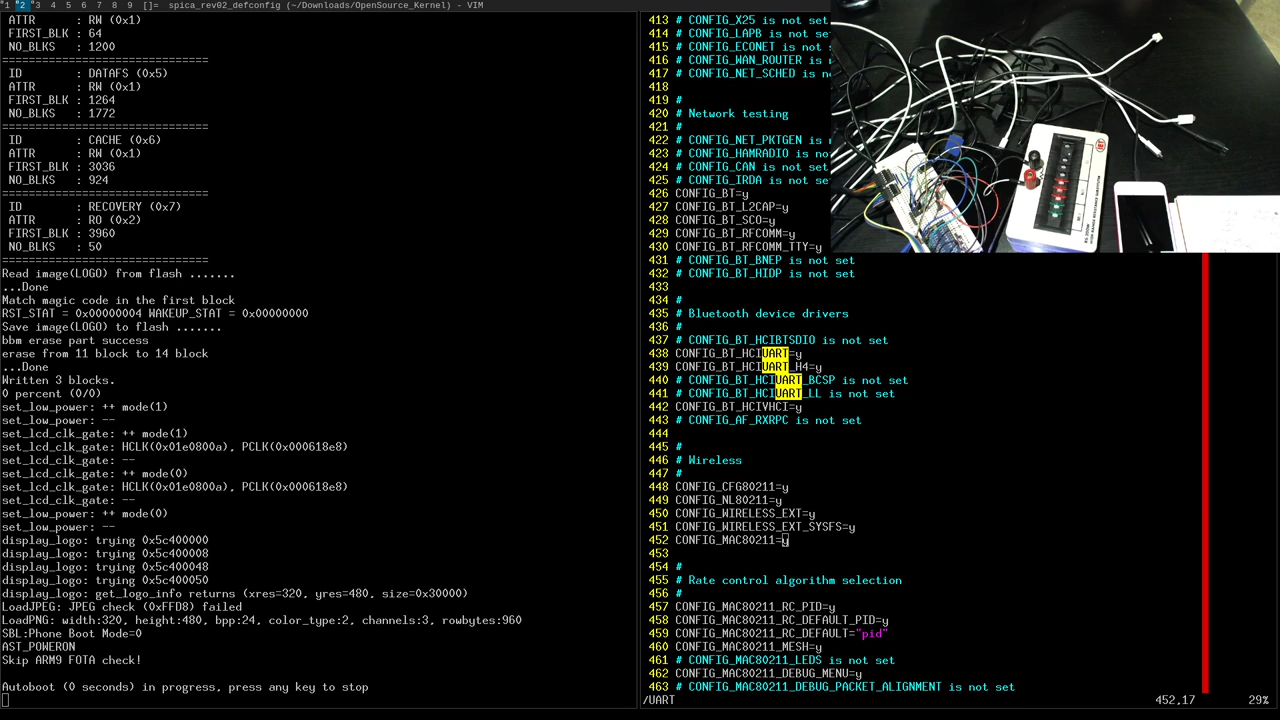 1 2 3 4 5 6 7 8 9 []= spica_rev02_defconfig (~/Downloads/OpenSource_Kernel) - VIM
ATTR : RW (0x1)
FIRST_BLK : 64
NO_BLKS : 1200
===============================
ID : DATAFS (0x5)
ATTR : RW (0x1)
FIRST_BLK : 1264
NO_BLKS : 1772
===============================
ID : CACHE (0x6)
ATTR : RW (0x1)
FIRST_BLK : 3036
NO_BLKS : 924
===============================
ID : RECOVERY (0x7)
ATTR : RO (0x2)
FIRST_BLK : 3960
NO_BLKS : 50
===============================
Read image(LOGO) from flash .......
...Done
Match magic code in the first block
RST_STAT = 0x00000004 WAKEUP_STAT = 0x00000000
Save image(LOGO) to flash .......
bbm erase part success
erase from 11 block to 14 block
...Done
Written 3 blocks.
0 percent (0/0)
set_low_power: ++ mode(1)
set_low_power: --
set_lcd_clk_gate: ++ mode(1)
set_lcd_clk_gate: HCLK(0x01e0800a), PCLK(0x000618e8)
set_lcd_clk_gate: --
set_lcd_clk_gate: ++ mode(0)
set_lcd_clk_gate: HCLK(0x01e0800a), PCLK(0x000618e8)
set_lcd_clk_gate: --
set_low_power: ++ mode(0)
set_low_power: --
display_logo: trying 0x5c400000
display_logo: trying 0x5c400008
display_logo: trying 0x5c400048
display_logo: trying 0x5c400050
display_logo: get_logo_info returns (xres=320, yres=480, size=0x30000)
LoadJPEG: JPEG check (0xFFD8) failed
LoadPNG: width:320, height:480, bpp:24, color_type:2, channels:3, rowbytes:960
SBL:Phone Boot Mode=0
AST_POWERON
Skip ARM9 FOTA check!
Autoboot (0 seconds) in progress, press any key to stop
413 # CONFIG_X25 is not set
414 # CONFIG_LAPB is not se
415 # CONFIG_ECONET is not
416 # CONFIG_WAN_ROUTER is
417 # CONFIG_NET_SCHED is n
418
419 #
420 # Network testing
421 #
422 # CONFIG_NET_PKTGEN is
423 # CONFIG_HAMRADIO is no
424 # CONFIG_CAN is not set
425 # CONFIG_IRDA is not se
426 CONFIG_BT=y
427 CONFIG_BT_L2CAP=y
428 CONFIG_BT_SCO=y
429 CONFIG_BT_RFCOMM=y
430 CONFIG_BT_RFCOMM_TTY=y
431 # CONFIG_BT_BNEP is not set
432 # CONFIG_BT_HIDP is not set
433
434 #
435 # Bluetooth device drivers
436 #
437 # CONFIG_BT_HCIBTSDIO is not set
438 CONFIG_BT_HCIUART=y
439 CONFIG_BT_HCIUART_H4=y
440 # CONFIG_BT_HCIUART_BCSP is not set
441 # CONFIG_BT_HCIUART_LL is not set
442 CONFIG_BT_HCIVHCI=y
443 # CONFIG_AF_RXRPC is not set
444
445 #
446 # Wireless
447 #
448 CONFIG_CFG80211=y
449 CONFIG_NL80211=y
450 CONFIG_WIRELESS_EXT=y
451 CONFIG_WIRELESS_EXT_SYSFS=y
452 CONFIG_MAC80211=y
453
454 #
455 # Rate control algorithm selection
456 #
457 CONFIG_MAC80211_RC_PID=y
458 CONFIG_MAC80211_RC_DEFAULT_PID=y
459 CONFIG_MAC80211_RC_DEFAULT="pid"
460 CONFIG_MAC80211_MESH=y
461 # CONFIG_MAC80211_LEDS is not set
462 CONFIG_MAC80211_DEBUG_MENU=y
463 # CONFIG_MAC80211_DEBUG_PACKET_ALIGNMENT is not set
/UART 452,17 29%